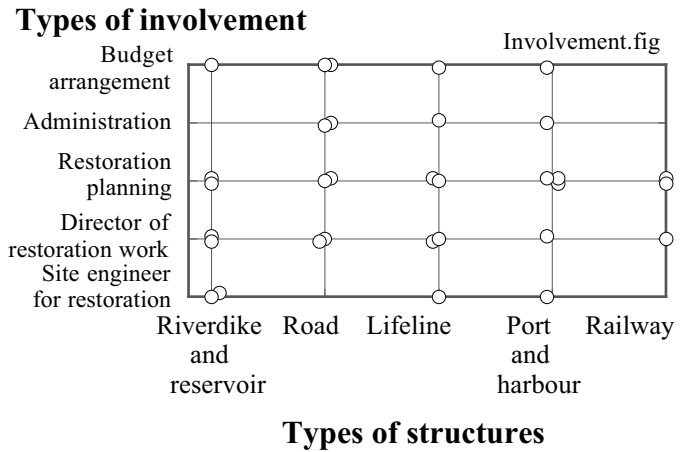 Types of involvement
Involvement.fig
Budget
arrangement
Administration
Restoration
planning
Director of
restoration work
Site engineer
for restoration
Riverdike Road Lifeline Port Railway
and and
reservoir harbour
Types of structures